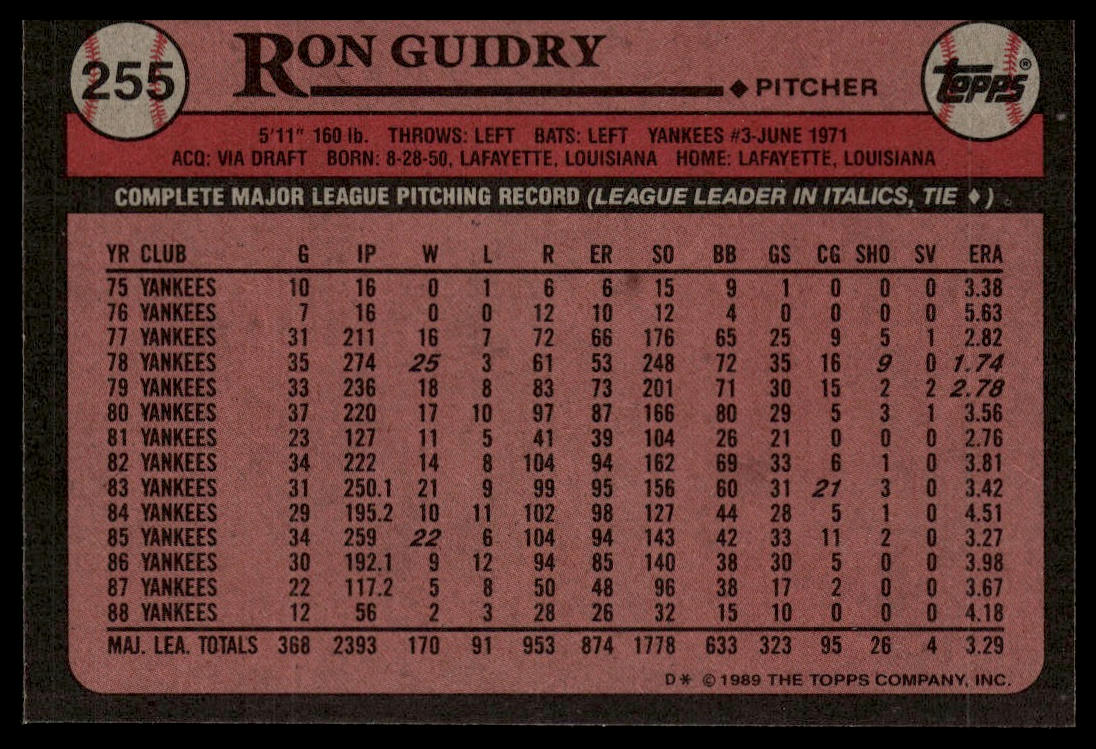 255
RON GUIDRY
◆ PITCHER
TOPPS®
5'11" 160 lb. THROWS: LEFT BATS: LEFT YANKEES #3-JUNE 1971
ACQ: VIA DRAFT BORN: 8-28-50, LAFAYETTE, LOUISIANA HOME: LAFAYETTE, LOUISIANA
COMPLETE MAJOR LEAGUE PITCHING RECORD (LEAGUE LEADER IN ITALICS, TIE ♦)
YR CLUB G IP W L R ER SO BB GS CG SHO SV ERA
75 YANKEES 10 16 0 1 6 6 15 9 1 0 0 0 3.38
76 YANKEES 7 16 0 0 12 10 12 4 0 0 0 0 5.63
77 YANKEES 31 211 16 7 72 66 176 65 25 9 5 1 2.82
78 YANKEES 35 274 25 3 61 53 248 72 35 16 9 0 1.74
79 YANKEES 33 236 18 8 83 73 201 71 30 15 2 2 2.78
80 YANKEES 37 220 17 10 97 87 166 80 29 5 3 1 3.56
81 YANKEES 23 127 11 5 41 39 104 26 21 0 0 0 2.76
82 YANKEES 34 222 14 8 104 94 162 69 33 6 1 0 3.81
83 YANKEES 31 250.1 21 9 99 95 156 60 31 21 3 0 3.42
84 YANKEES 29 195.2 10 11 102 98 127 44 28 5 1 0 4.51
85 YANKEES 34 259 22 6 104 94 143 42 33 11 2 0 3.27
86 YANKEES 30 192.1 9 12 94 85 140 38 30 5 0 0 3.98
87 YANKEES 22 117.2 5 8 50 48 96 38 17 2 0 0 3.67
88 YANKEES 12 56 2 3 28 26 32 15 10 0 0 0 4.18
MAJ. LEA. TOTALS 368 2393 170 91 953 874 1778 633 323 95 26 4 3.29
D* ©1989 THE TOPPS COMPANY, INC.